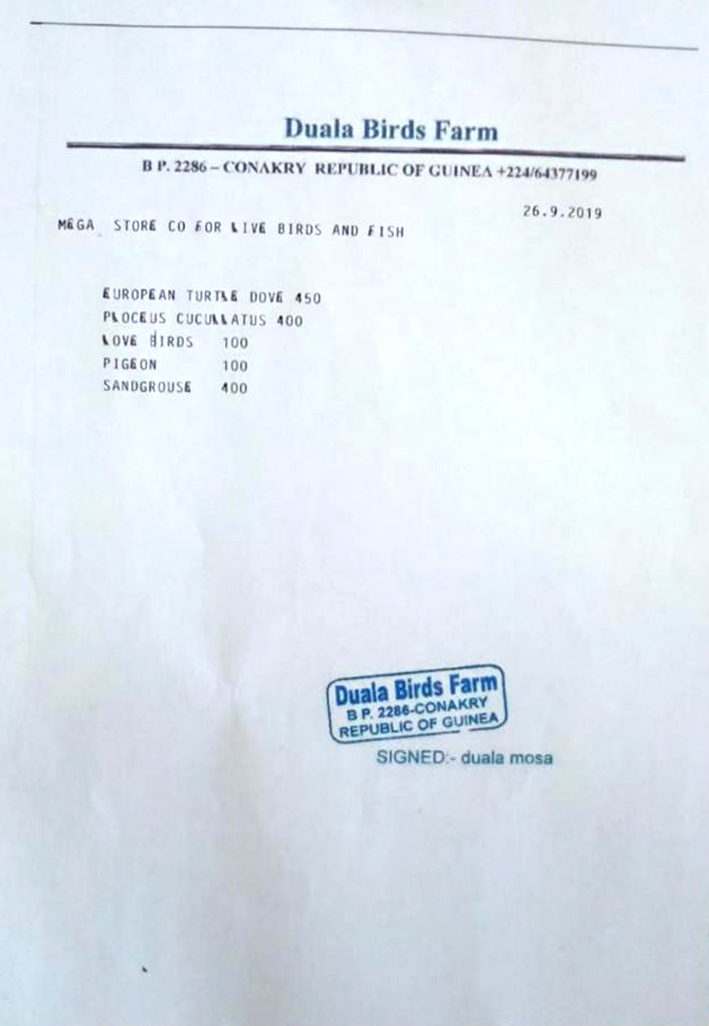 Duala Birds Farm
B P. 2286 – CONAKRY REPUBLIC OF GUINEA +224/64377199
26.9.2019
MEGA STORE CO FOR LIVE BIRDS AND FISH
EUROPEAN TURTLE DOVE 450
PLOCEUS CUCULLATUS 400
LOVE BIRDS 100
PIGEON 100
SANDGROUSE 400
Duala Birds Farm
B P. 2286-CONAKRY
REPUBLIC OF GUINEA
SIGNED:- duala mosa